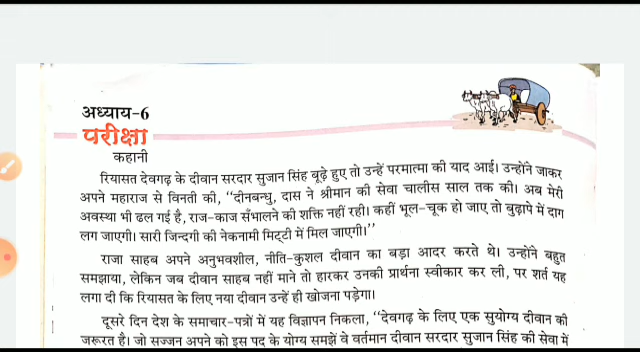 अध्याय-6
परीक्षा
कहानी
रियासत देवगढ़ के दीवान सरदार सुजान सिंह बूढ़े हुए तो उन्हें परमात्मा की याद आई। उन्होंने जाकर
अपने महाराज से विनती की, ‘‘दीनबन्धु, दास ने श्रीमान की सेवा चालीस साल तक की। अब मेरी
अवस्था भी ढल गई है, राज-काज सँभालने की शक्ति नहीं रही। कहीं भूल-चूक हो जाए तो बुढ़ापे में दाग
लग जाएगी। सारी जिन्दगी की नेकनामी मिट्टी में मिल जाएगी।’’
राजा साहब अपने अनुभवशील, नीति-कुशल दीवान का बड़ा आदर करते थे। उन्होंने बहुत
समझाया, लेकिन जब दीवान साहब नहीं माने तो हारकर उनकी प्रार्थना स्वीकार कर ली, पर शर्त यह
लगा दी कि रियासत के लिए नया दीवान उन्हें ही खोजना पड़ेगा।
दूसरे दिन देश के समाचार-पत्रों में यह विज्ञापन निकला, ‘‘देवगढ़ के लिए एक सुयोग्य दीवान की
जरूरत है। जो सज्जन अपने को इस पद के योग्य समझें वे वर्तमान दीवान सरदार सुजान सिंह की सेवा में